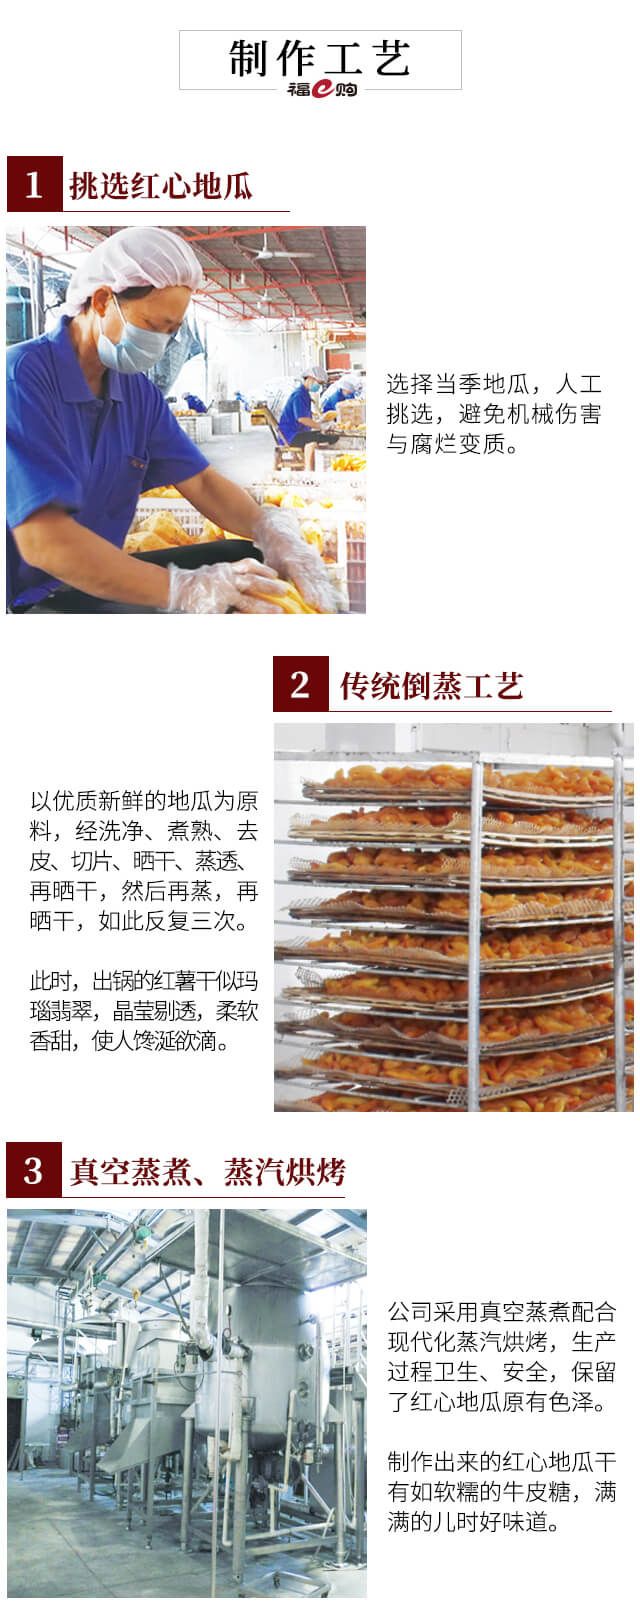 制作工艺
福e购
1 挑选红心地瓜
选择当季地瓜，人工
挑选，避免机械伤害
与腐烂变质。
2 传统倒蒸工艺
以优质新鲜的地瓜为原
料，经洗净、煮熟、去
皮、切片、晒干、蒸透、
再晒干，然后再蒸，再
晒干，如此反复三次。
此时，出锅的红薯干似玛
瑙翡翠，晶莹剔透，柔软
香甜，使人馋涎欲滴。
3 真空蒸煮、蒸汽烘烤
公司采用真空蒸煮配合
现代化蒸汽烘烤，生产
过程卫生、安全，保留
了红心地瓜原有色泽。
制作出来的红心地瓜干
有如软糯的牛皮糖，满
满的儿时好味道。